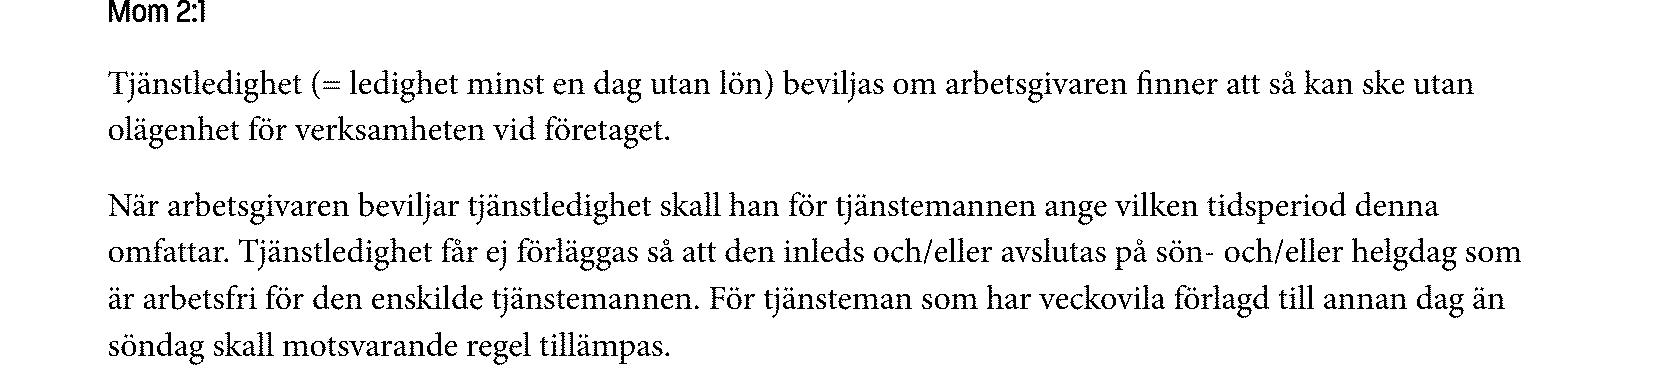 Mom 2:1
Tjänstledighet (= ledighet minst en dag utan lön) beviljas om arbetsgivaren finner att så kan ske utan
olägenhet för verksamheten vid företaget.
När arbetsgivaren beviljar tjänstledighet skall han för tjänstemannen ange vilken tidsperiod denna
omfattar. Tjänstledighet får ej förläggas så att den inleds och/eller avslutas på sön- och/eller helgdag som
är arbetsfri för den enskilde tjänstemannen. För tjänsteman som har veckovila förlagd till annan dag än
söndag skall motsvarande regel tillämpas.